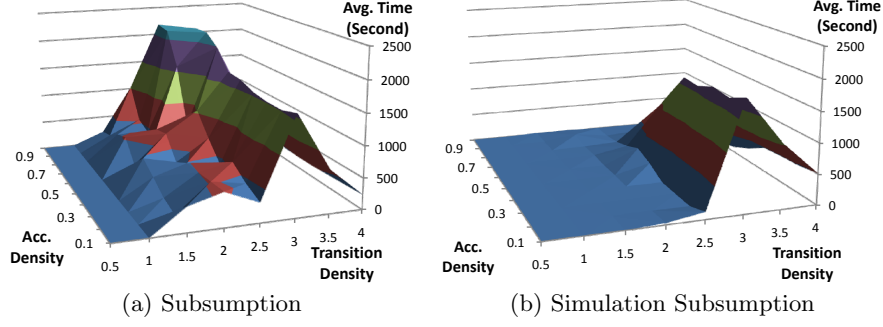 Avg. Time
(Second)
2500
2000
1500
1000
500
0
0.9
0.7
0.5
0.3
0.1
Acc.
Density
0.5
1
1.5
2
2.5
3
3.5
4
Transition
Density
(a) Subsumption
Avg. Time
(Second)
2500
2000
1500
1000
500
0
0.9
0.7
0.5
0.3
0.1
Acc.
Density
0.5
1
1.5
2
2.5
3
3.5
4
Transition
Density
(b) Simulation Subsumption